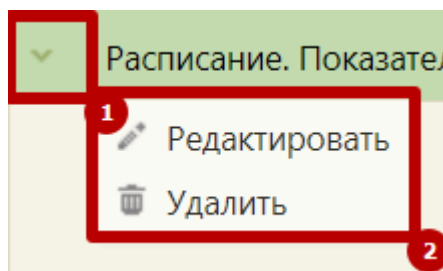 Расписание. Показател
1
Редактировать
Удалить
2